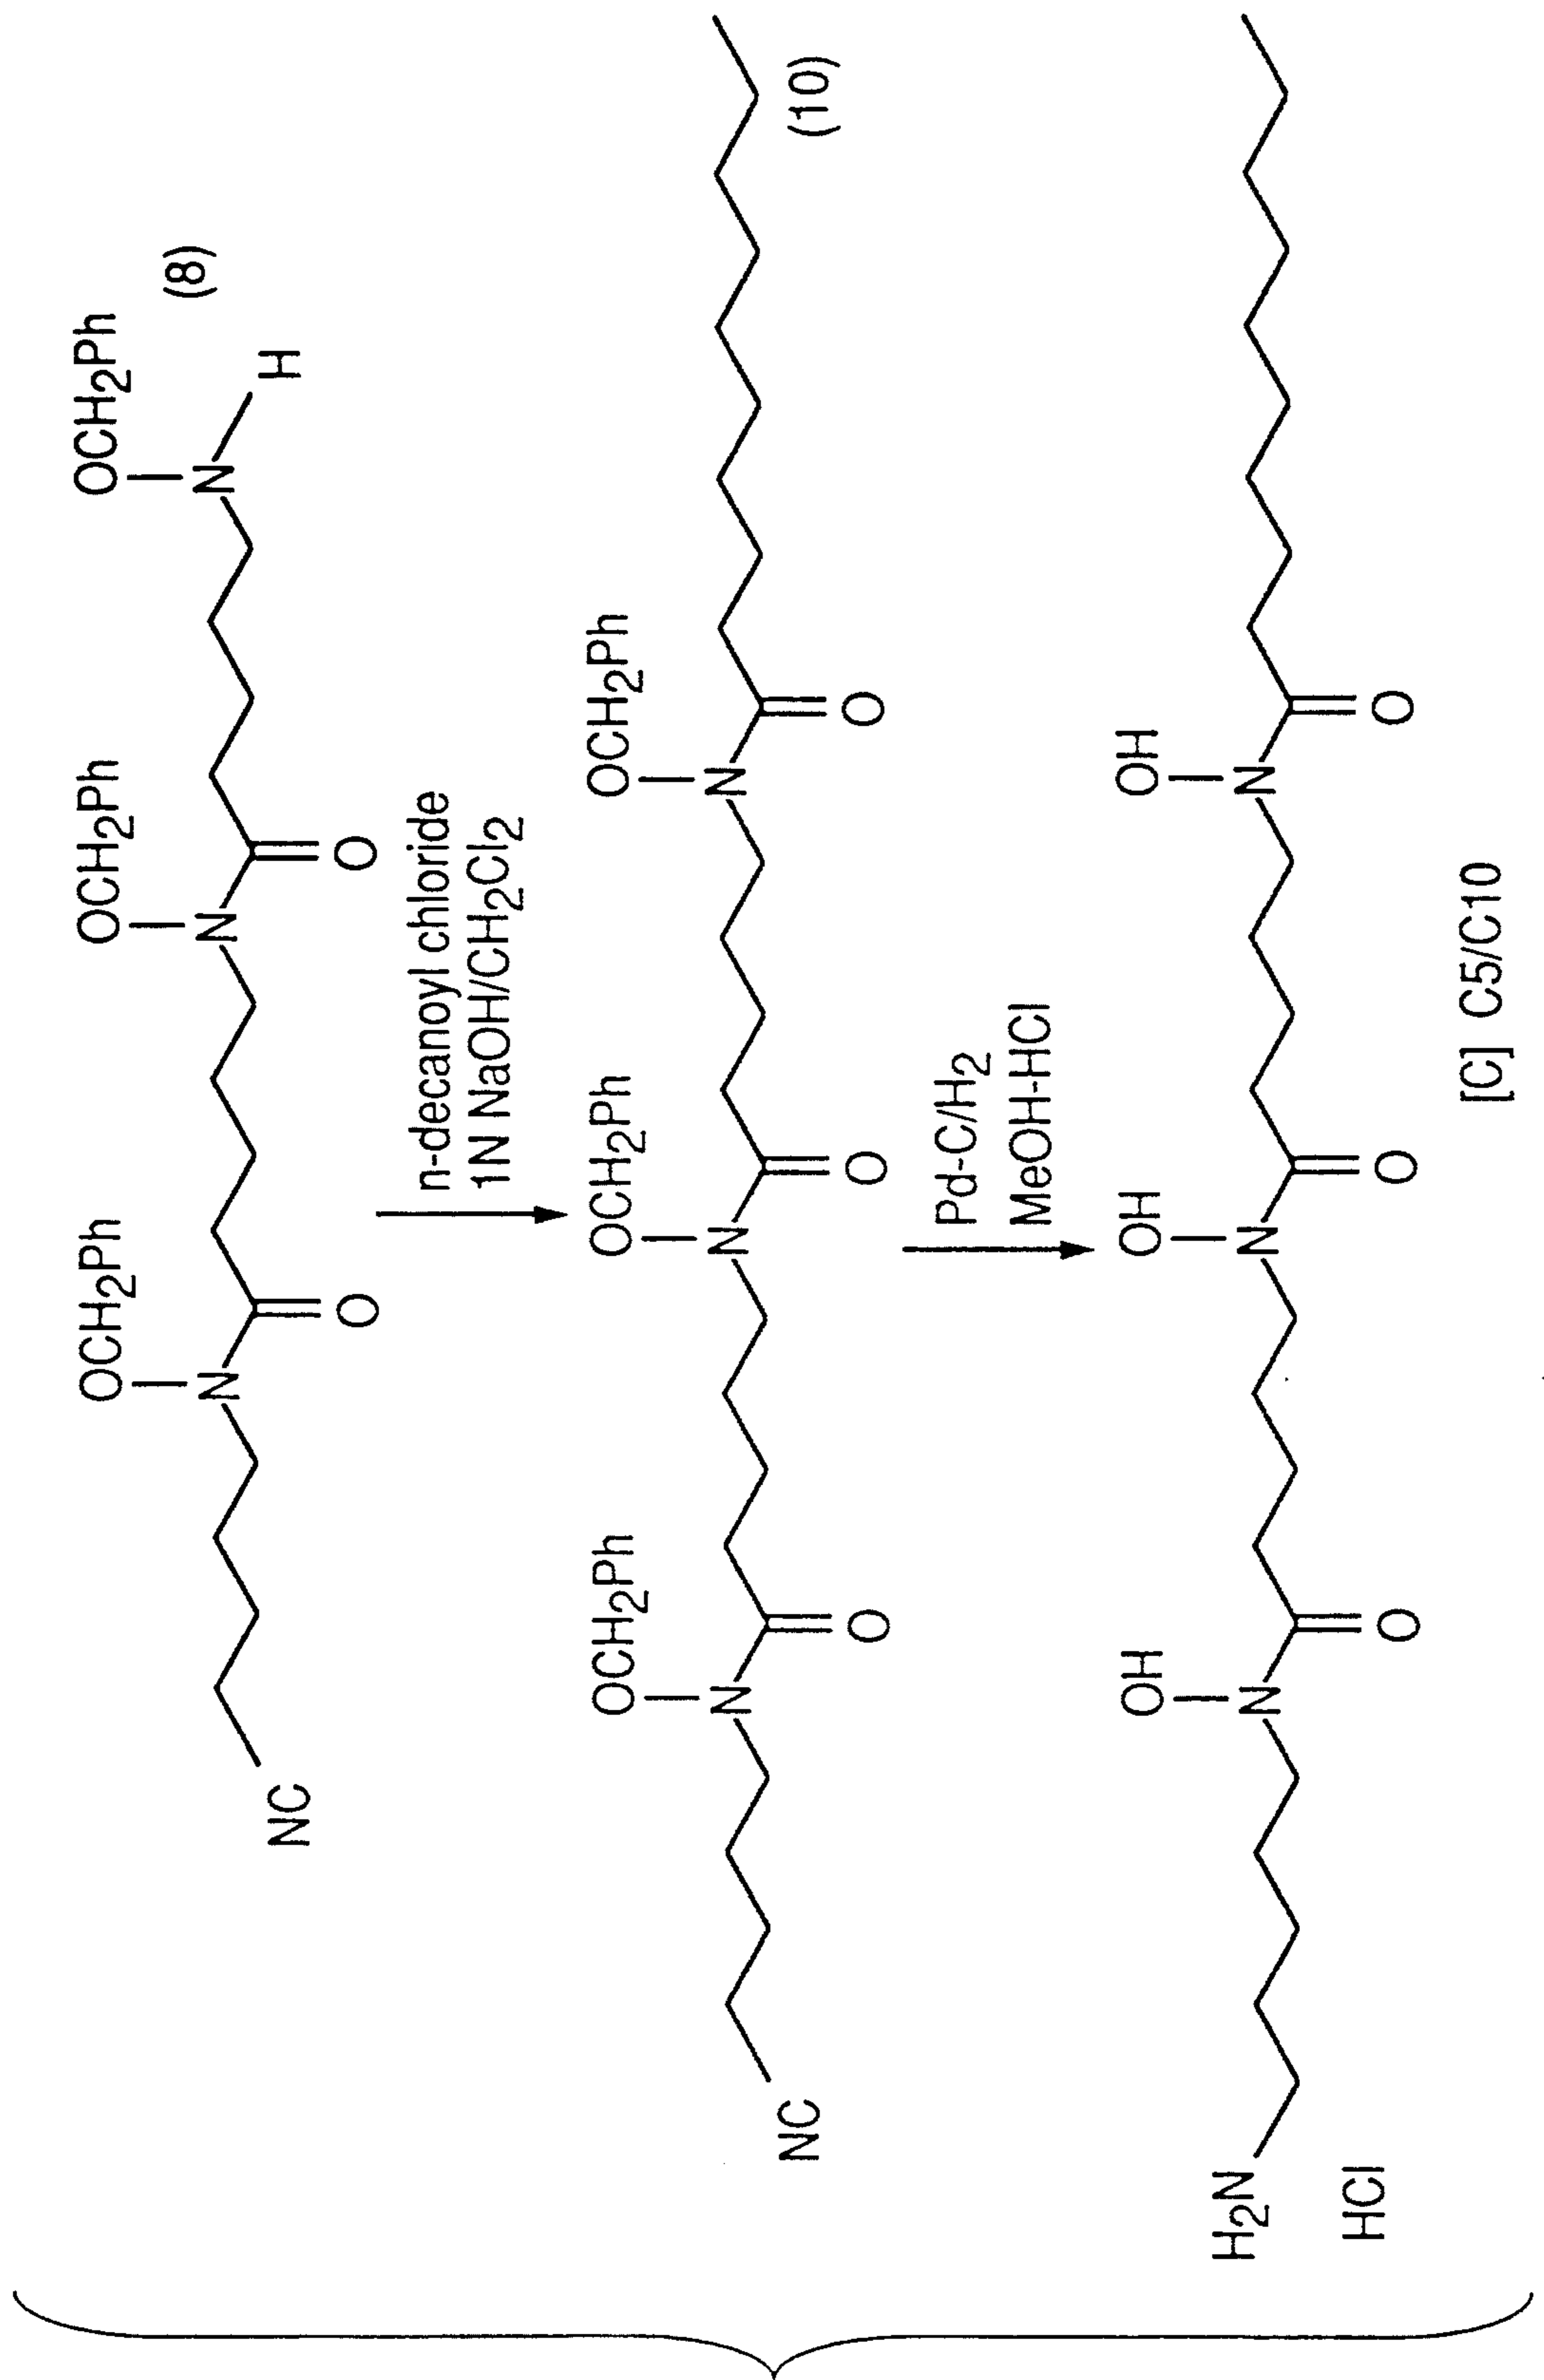 OCH2Ph OCH2Ph OCH2Ph
NC N N N H (8)
O O
n-decanoyl chloride
1N NaOH/CH2Cl2
OCH2Ph OCH2Ph OCH2Ph
NC N N N (10)
O O O
Pd-C/H2
MeOH-HCl
OH OH OH
H2N N N N
HCl O O O
[C] C5/C10